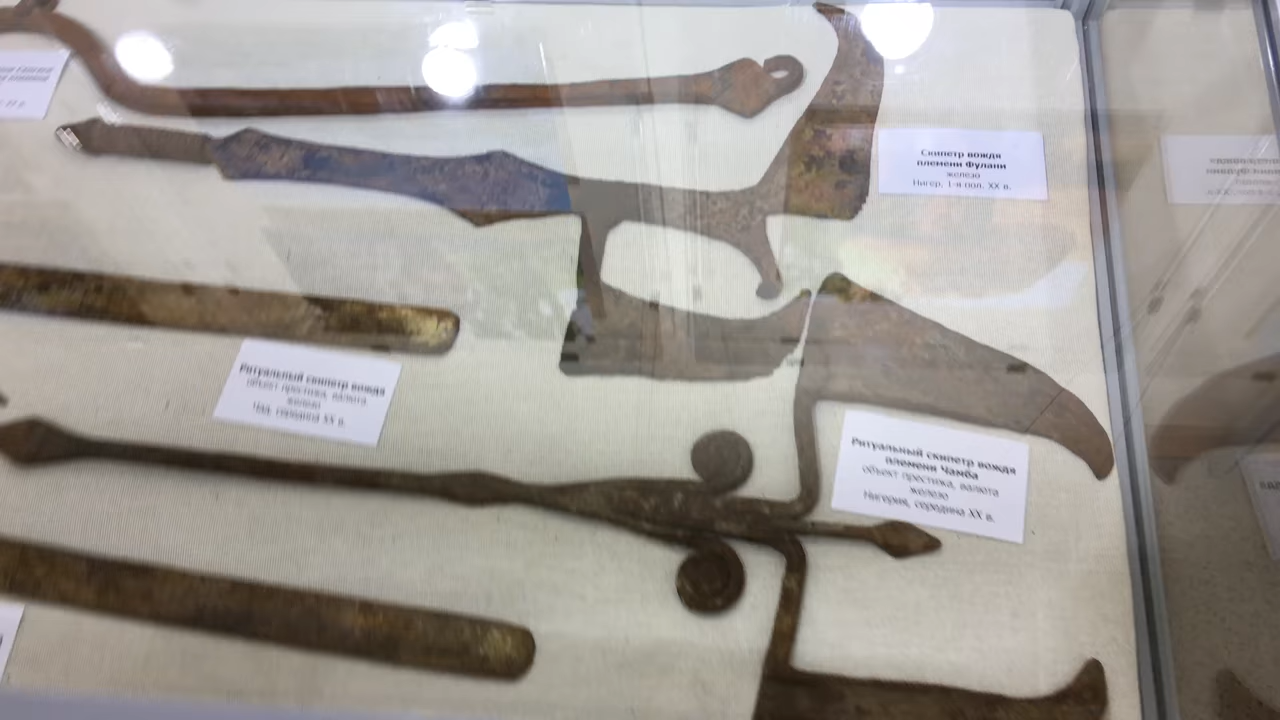 Скипетр вождя
племени Фулани
железо
Нигер, 1-я пол. XX в.
Ритуальный скипетр вождя
объект престижа, валюта
железо
Чад, середина XX в.
Ритуальный скипетр вождя
племени Чамба
объект престижа, валюта
железо
Нигерия, середина XX в.